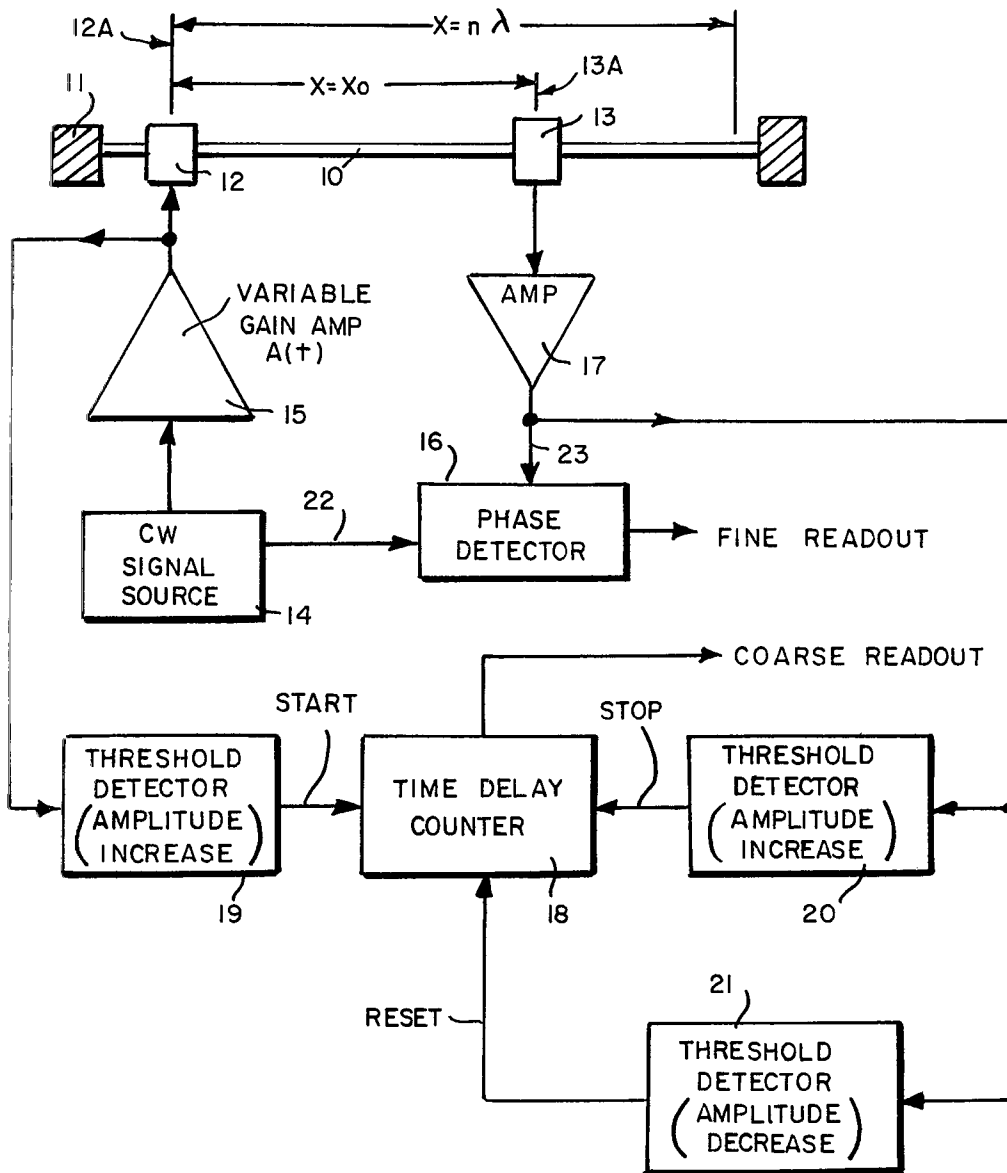 12A
X = n λ
X = Xo
13A
11
13
12
10
VARIABLE
GAIN AMP
A(t)
15
AMP
17
16
23
22
CW
SIGNAL
SOURCE
14
PHASE
DETECTOR
FINE READOUT
COARSE READOUT
START
STOP
THRESHOLD
DETECTOR
(AMPLITUDE
INCREASE)
19
TIME DELAY
COUNTER
18
THRESHOLD
DETECTOR
(AMPLITUDE
INCREASE)
20
RESET
21
THRESHOLD
DETECTOR
(AMPLITUDE
DECREASE)